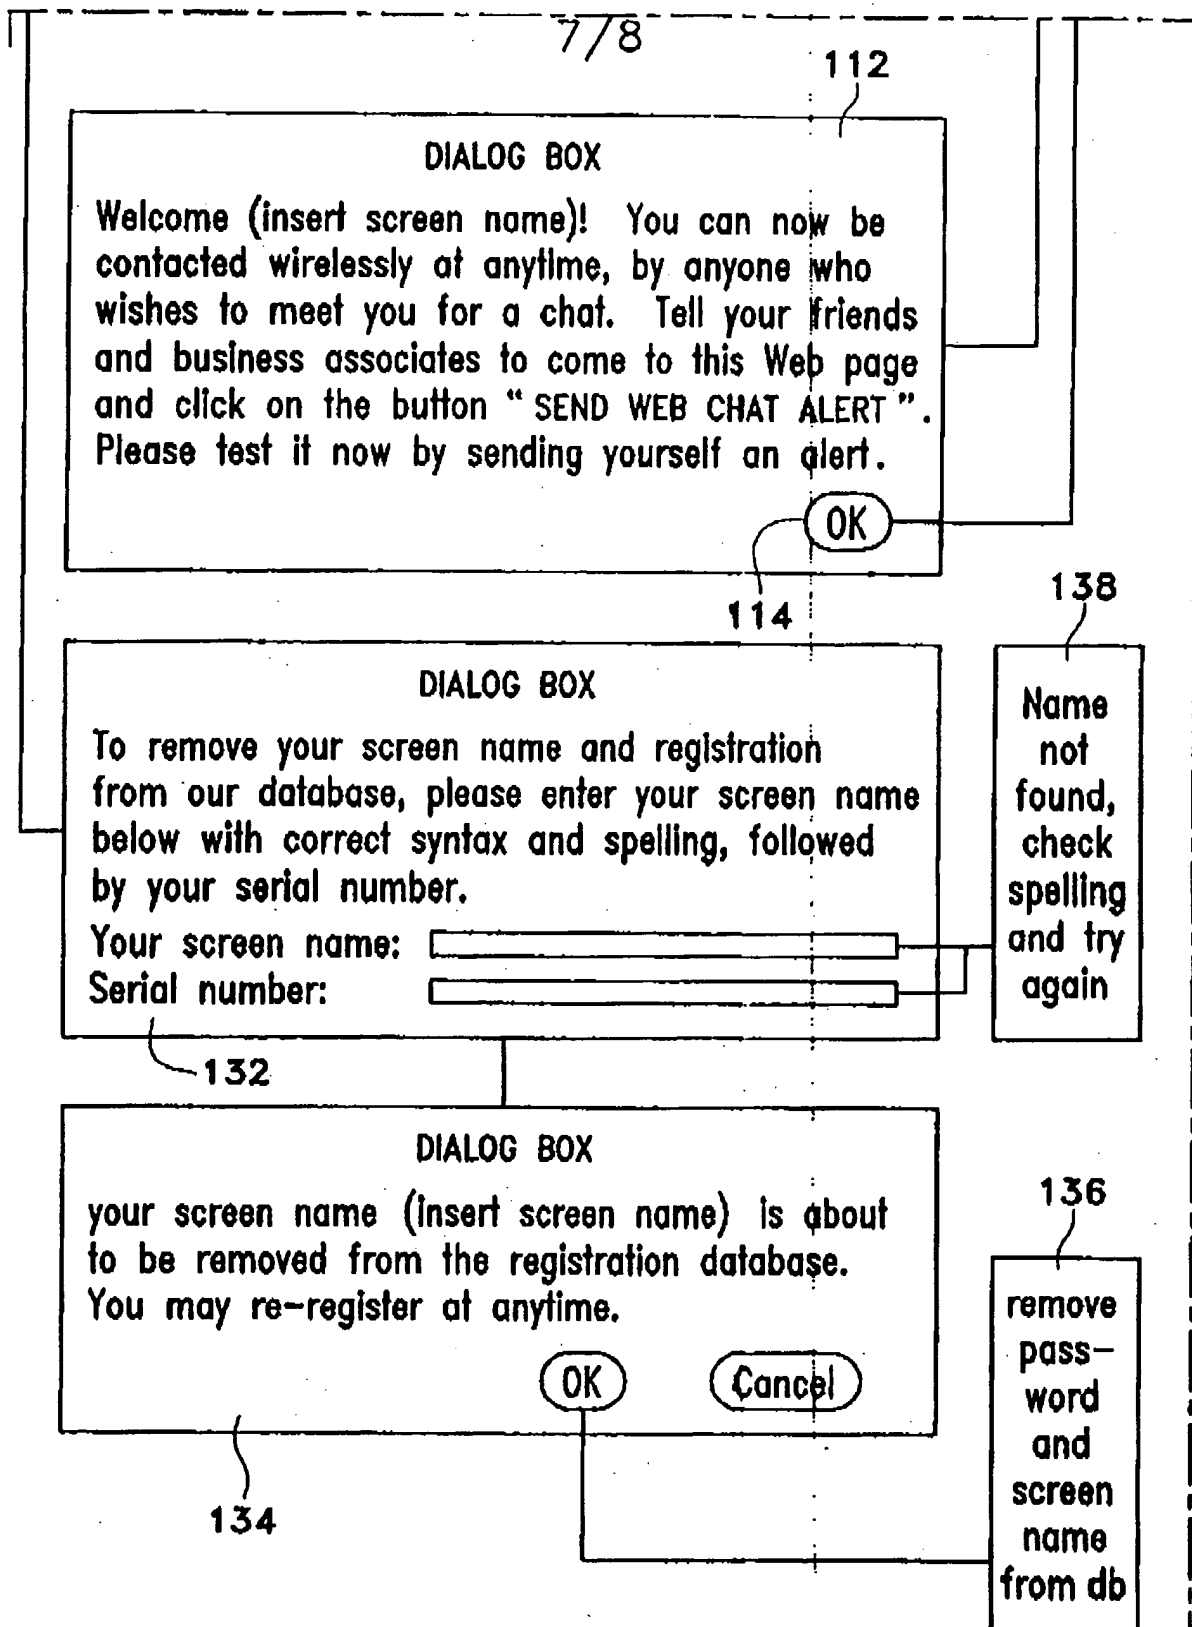 7/8
112
DIALOG BOX
Welcome (insert screen name)! You can now be
contacted wirelessly at anytime, by anyone who
wishes to meet you for a chat. Tell your friends
and business associates to come to this Web page
and click on the button “ SEND WEB CHAT ALERT ”.
Please test it now by sending yourself an alert.
OK
114
138
DIALOG BOX
To remove your screen name and registration
from our database, please enter your screen name
below with correct syntax and spelling, followed
by your serial number.
Your screen name:
Serial number:
132
Name
not
found,
check
spelling
and try
again
DIALOG BOX
your screen name (insert screen name) is about
to be removed from the registration database.
You may re-register at anytime.
OK Cancel
134
136
remove
pass-
word
and
screen
name
from db